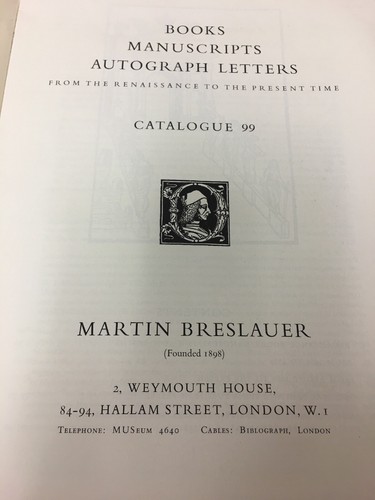 BOOKS
MANUSCRIPTS
AUTOGRAPH LETTERS
FROM THE RENAISSANCE TO THE PRESENT TIME
CATALOGUE 99
MARTIN BRESLAUER
(Founded 1898)
2, WEYMOUTH HOUSE,
84-94, HALLAM STREET, LONDON, W.1
TELEPHONE: MUSEUM 4640 CABLES: BIBLOGRAPH, LONDON